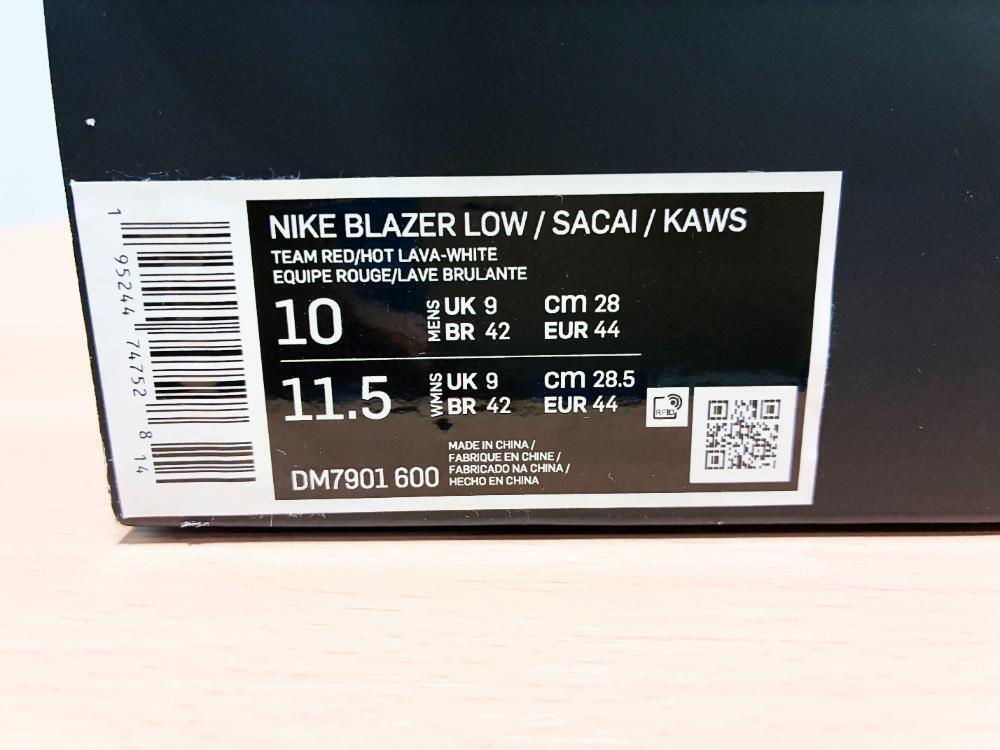 NIKE BLAZER LOW / SACAI / KAWS
TEAM RED/HOT LAVA-WHITE
EQUIPE ROUGE/LAVE BRULANTE
10 MENS UK 9 cm 28
BR 42 EUR 44
11.5 WMNS UK 9 cm 28.5
BR 42 EUR 44
RFID
MADE IN CHINA /
FABRIQUE EN CHINE /
FABRICADO NA CHINA /
HECHO EN CHINA
DM7901 600
1 95244 74752 8 14